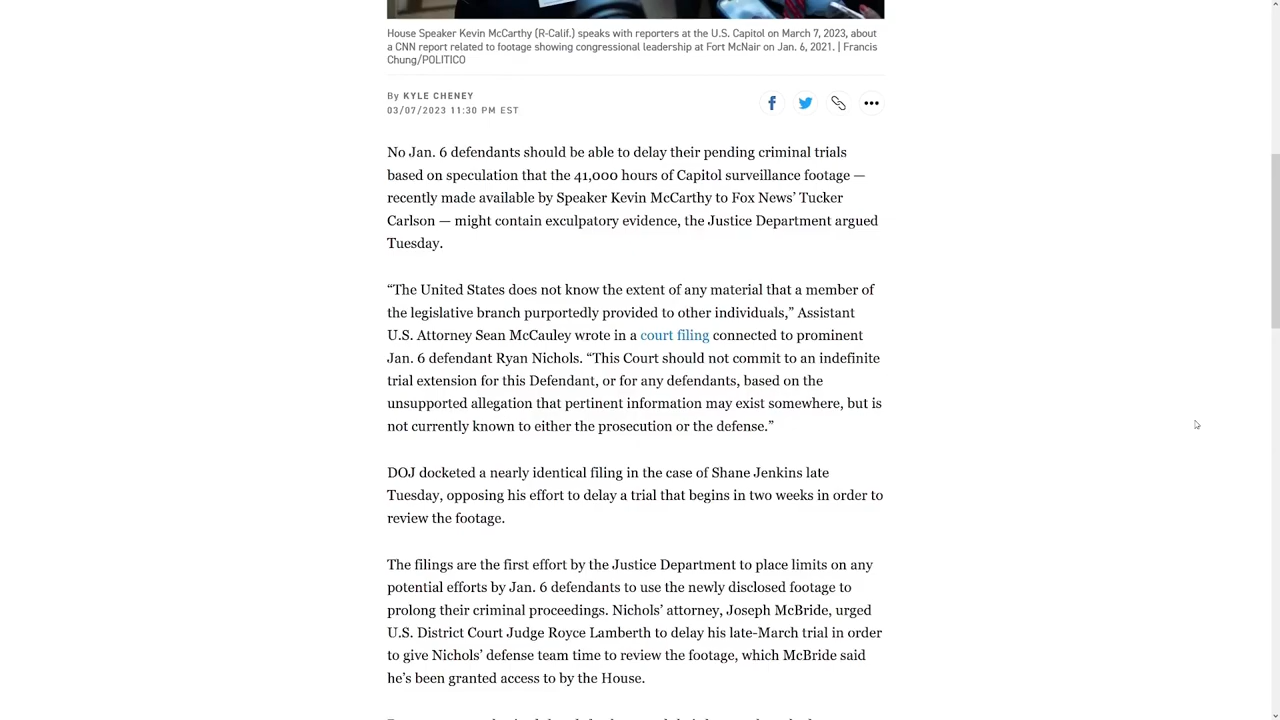 House Speaker Kevin McCarthy (R-Calif.) speaks with reporters at the U.S. Capitol on March 7, 2023, about
a CNN report related to footage showing congressional leadership at Fort McNair on Jan. 6, 2021. | Francis
Chung/POLITICO
By KYLE CHENEY
03/07/2023 11:30 PM EST
No Jan. 6 defendants should be able to delay their pending criminal trials
based on speculation that the 41,000 hours of Capitol surveillance footage —
recently made available by Speaker Kevin McCarthy to Fox News’ Tucker
Carlson — might contain exculpatory evidence, the Justice Department argued
Tuesday.
“The United States does not know the extent of any material that a member of
the legislative branch purportedly provided to other individuals,” Assistant
U.S. Attorney Sean McCauley wrote in a court filing connected to prominent
Jan. 6 defendant Ryan Nichols. “This Court should not commit to an indefinite
trial extension for this Defendant, or for any defendants, based on the
unsupported allegation that pertinent information may exist somewhere, but is
not currently known to either the prosecution or the defense.”
DOJ docketed a nearly identical filing in the case of Shane Jenkins late
Tuesday, opposing his effort to delay a trial that begins in two weeks in order to
review the footage.
The filings are the first effort by the Justice Department to place limits on any
potential efforts by Jan. 6 defendants to use the newly disclosed footage to
prolong their criminal proceedings. Nichols’ attorney, Joseph McBride, urged
U.S. District Court Judge Royce Lamberth to delay his late-March trial in order
to give Nichols’ defense team time to review the footage, which McBride said
he’s been granted access to by the House.